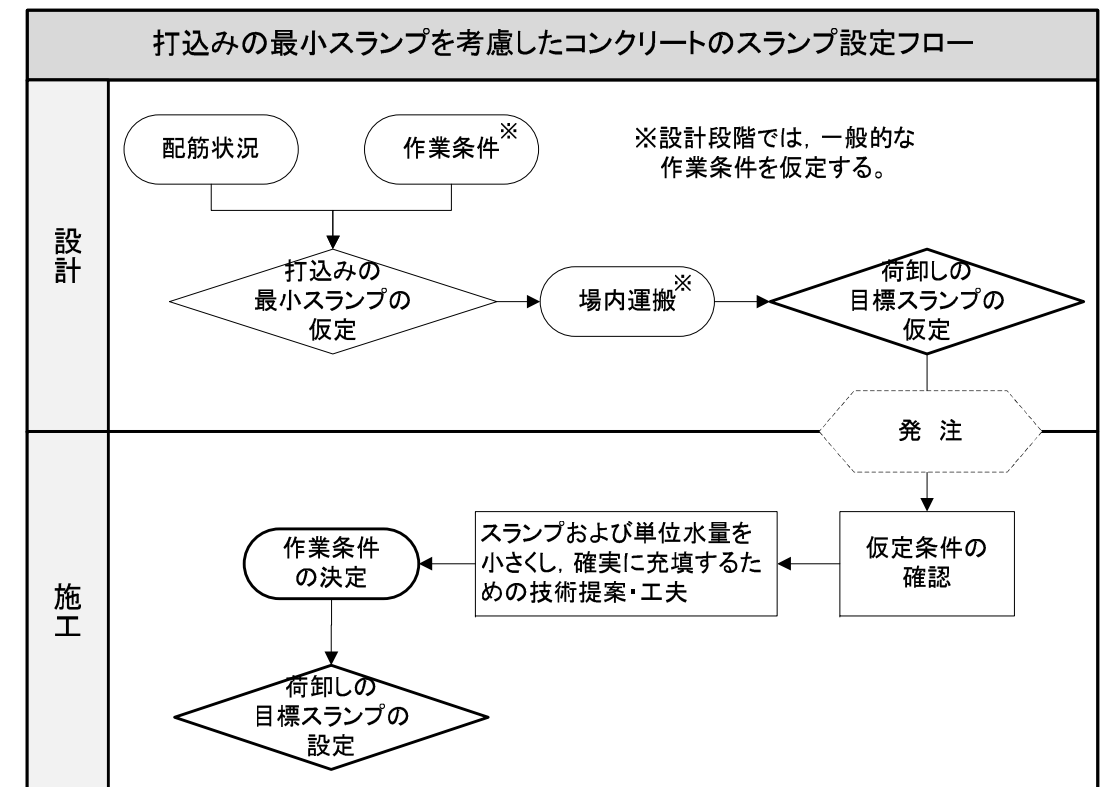 打込みの最小スランプを考慮したコンクリートのスランプ設定フロー
設計
配筋状況
作業条件※
※設計段階では，一般的な
作業条件を仮定する。
打込みの
最小スランプの
仮定
場内運搬※
荷卸しの
目標スランプの
仮定
発 注
施工
仮定条件の
確認
スランプおよび単位水量を
小さくし，確実に充填するた
めの技術提案・工夫
作業条件
の決定
荷卸しの
目標スランプの
設定